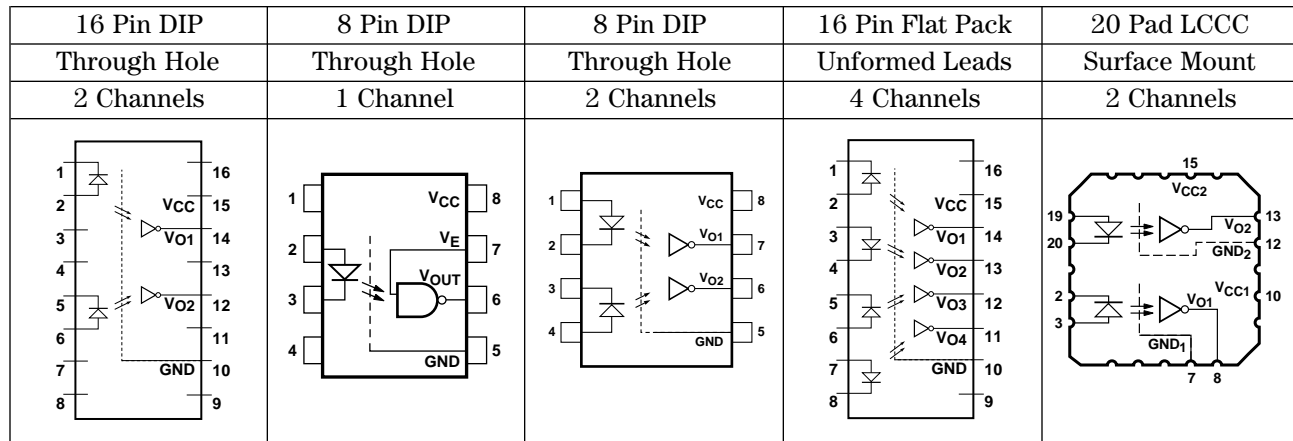 16 Pin DIP 8 Pin DIP 8 Pin DIP 16 Pin Flat Pack 20 Pad LCCC
Through Hole Through Hole Through Hole Unformed Leads Surface Mount
2 Channels 1 Channel 2 Channels 4 Channels 2 Channels
1 16
2 VCC 15
3 VO1 14
4 13
5 VO2 12
6 11
7 GND 10
8 9
1 VCC 8
2 VE 7
3 VOUT 6
4 GND 5
1 VCC 8
2 VO1 7
3 VO2 6
4 GND 5
1 16
2 VCC 15
3 VO1 14
4 VO2 13
5 VO3 12
6 VO4 11
7 GND 10
8 9
15
VCC2
19 VO2 13
20 GND2 12
2 VO1 VCC1 10
3 GND1
7 8